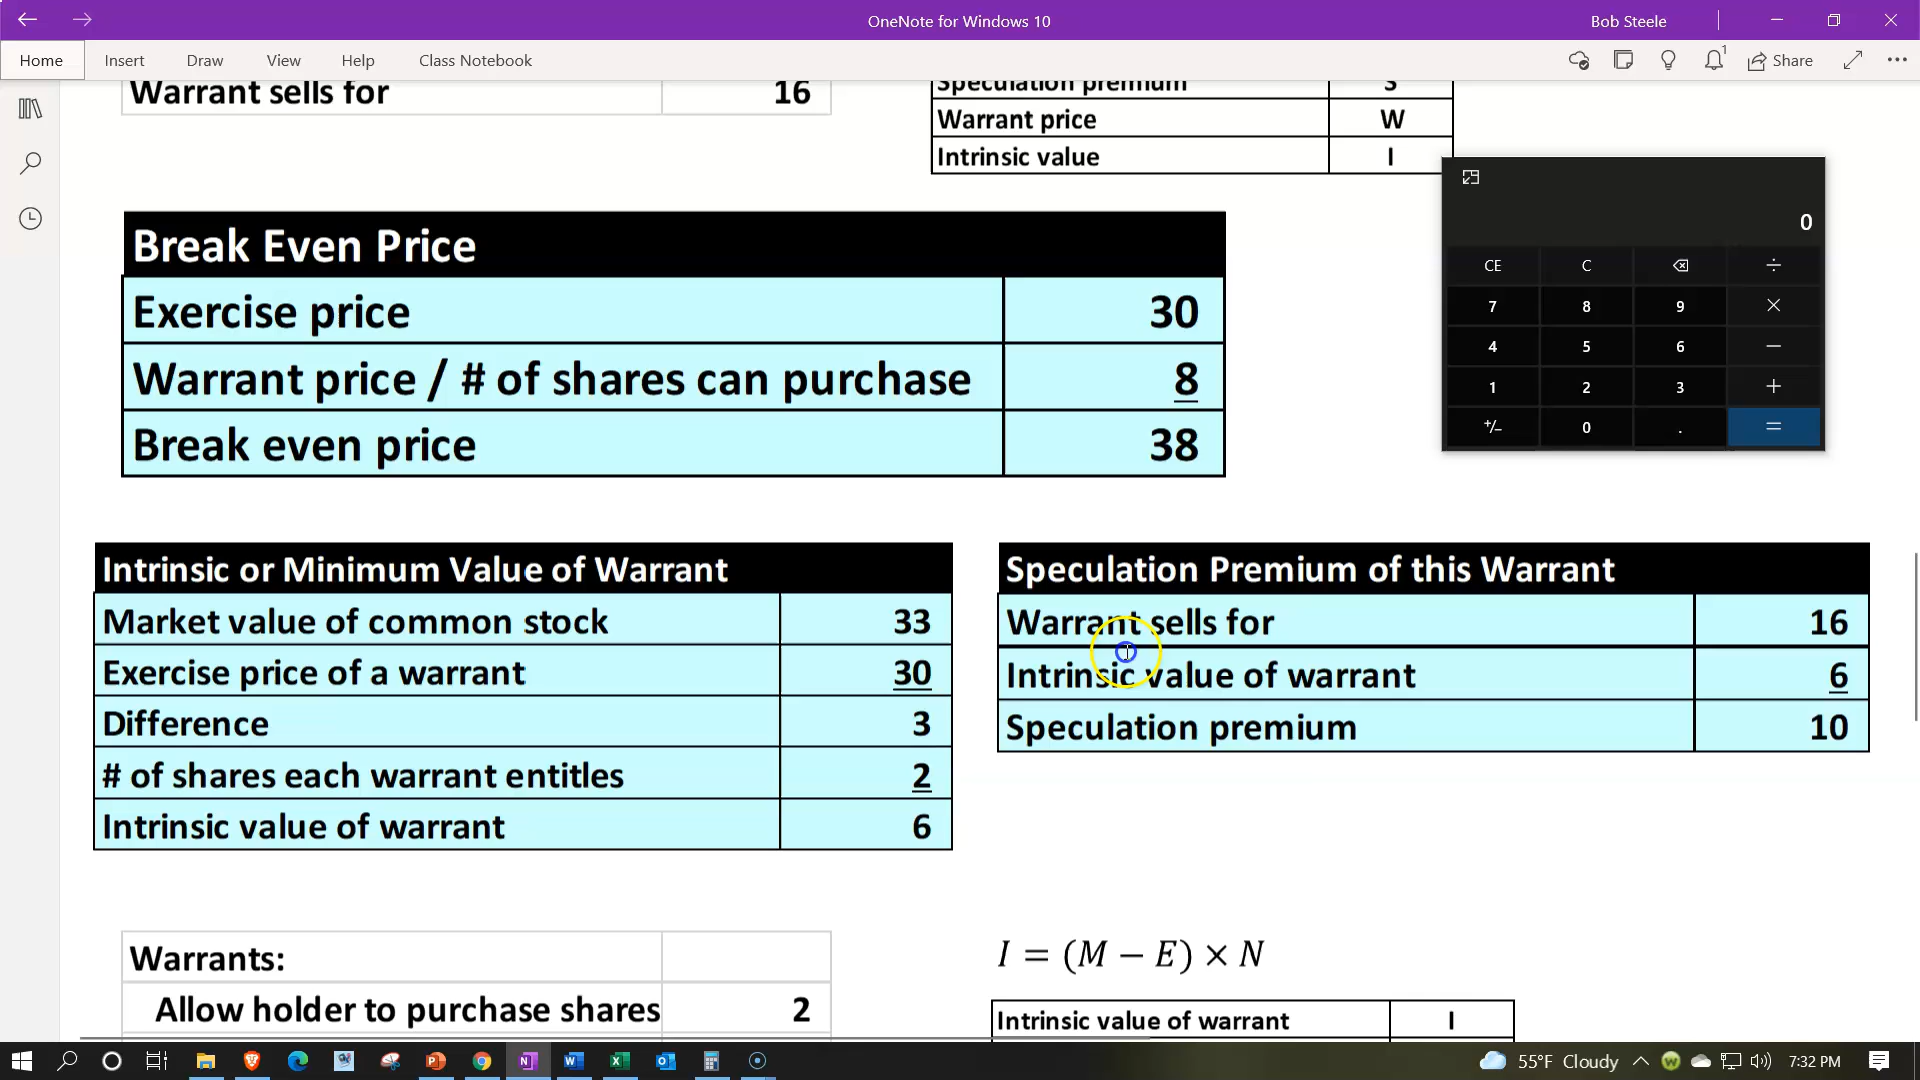 OneNote for Windows 10
Bob Steele
Home Insert Draw View Help Class Notebook
1
Share
Warrant sells for 16
Speculation premium S
Warrant price W
Intrinsic value I
Break Even Price
Exercise price 30
Warrant price / # of shares can purchase 8
Break even price 38
0
CE C ÷
7 8 9 ×
4 5 6 −
1 2 3 +
+/− 0 . =
Intrinsic or Minimum Value of Warrant
Market value of common stock 33
Exercise price of a warrant 30
Difference 3
# of shares each warrant entitles 2
Intrinsic value of warrant 6
Speculation Premium of this Warrant
Warrant sells for 16
Intrinsic value of warrant 6
Speculation premium 10
Warrants:
Allow holder to purchase shares 2
I = (M − E) × N
Intrinsic value of warrant I
55°F Cloudy
7:32 PM